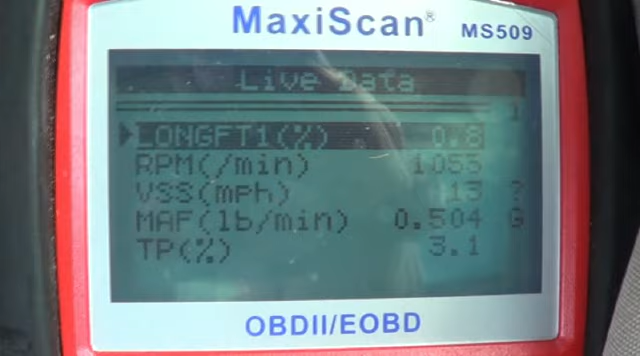 MaxiScan® MS509
Live Data
1
LONGFT1(%) 0.8
RPM(/min) 1055
VSS(mph) 13 ?
MAF(lb/min) 0.504 G
TP(%) 3.1
OBDII/EOBD